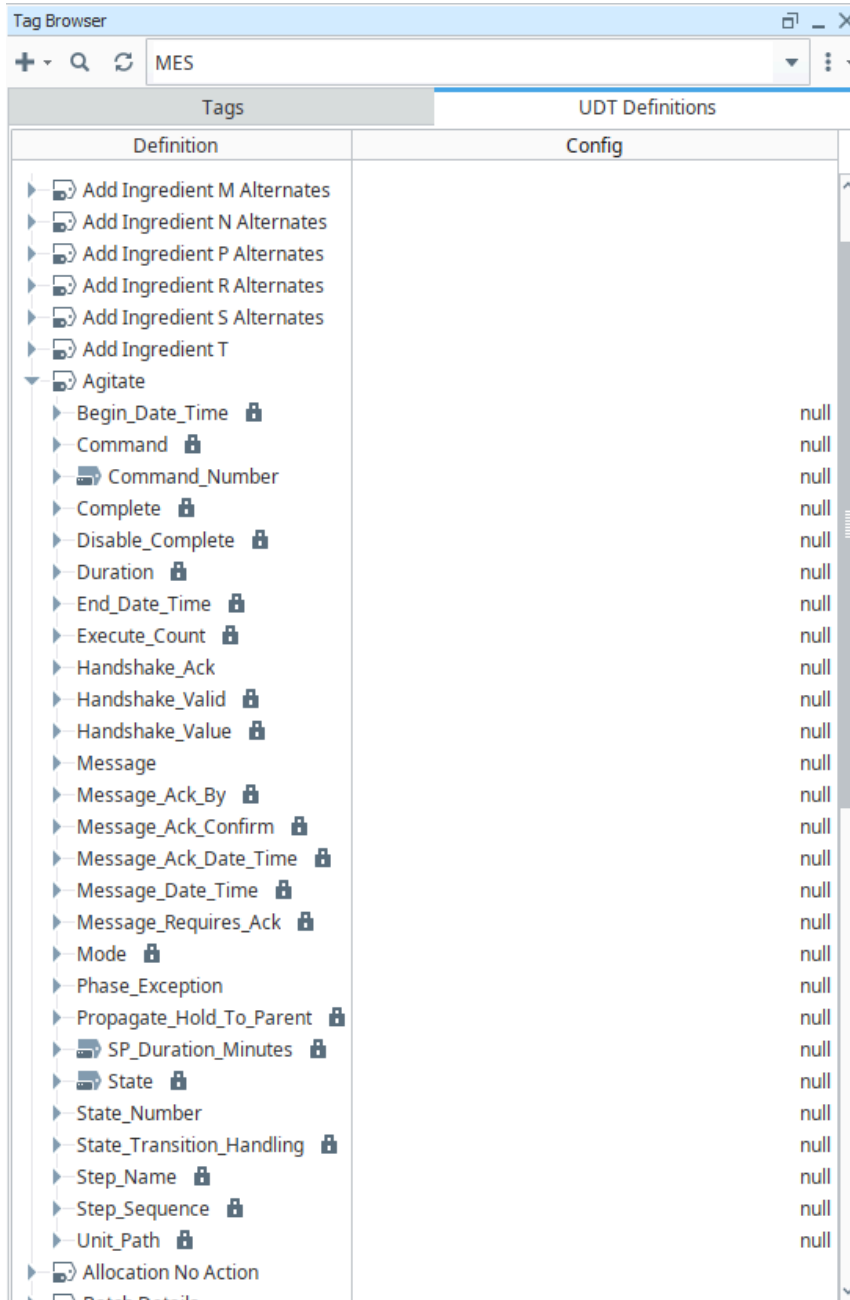 Tag Browser
MES
Tags UDT Definitions
Definition Config
Add Ingredient M Alternates
Add Ingredient N Alternates
Add Ingredient P Alternates
Add Ingredient R Alternates
Add Ingredient S Alternates
Add Ingredient T
Agitate
Begin_Date_Time null
Command null
Command_Number null
Complete null
Disable_Complete null
Duration null
End_Date_Time null
Execute_Count null
Handshake_Ack null
Handshake_Valid null
Handshake_Value null
Message null
Message_Ack_By null
Message_Ack_Confirm null
Message_Ack_Date_Time null
Message_Date_Time null
Message_Requires_Ack null
Mode null
Phase_Exception null
Propagate_Hold_To_Parent null
SP_Duration_Minutes null
State null
State_Number null
State_Transition_Handling null
Step_Name null
Step_Sequence null
Unit_Path null
Allocation No Action
Batch Details